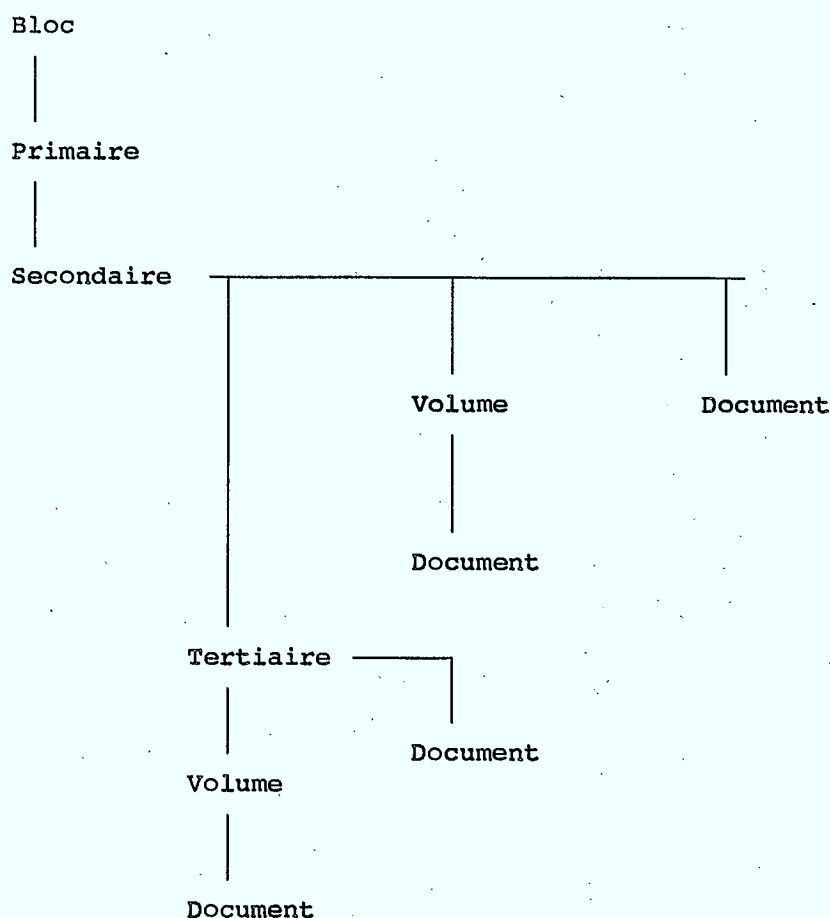 Bloc
Primaire
Secondaire
Volume Document
Document
Tertiaire
Document
Volume
Document